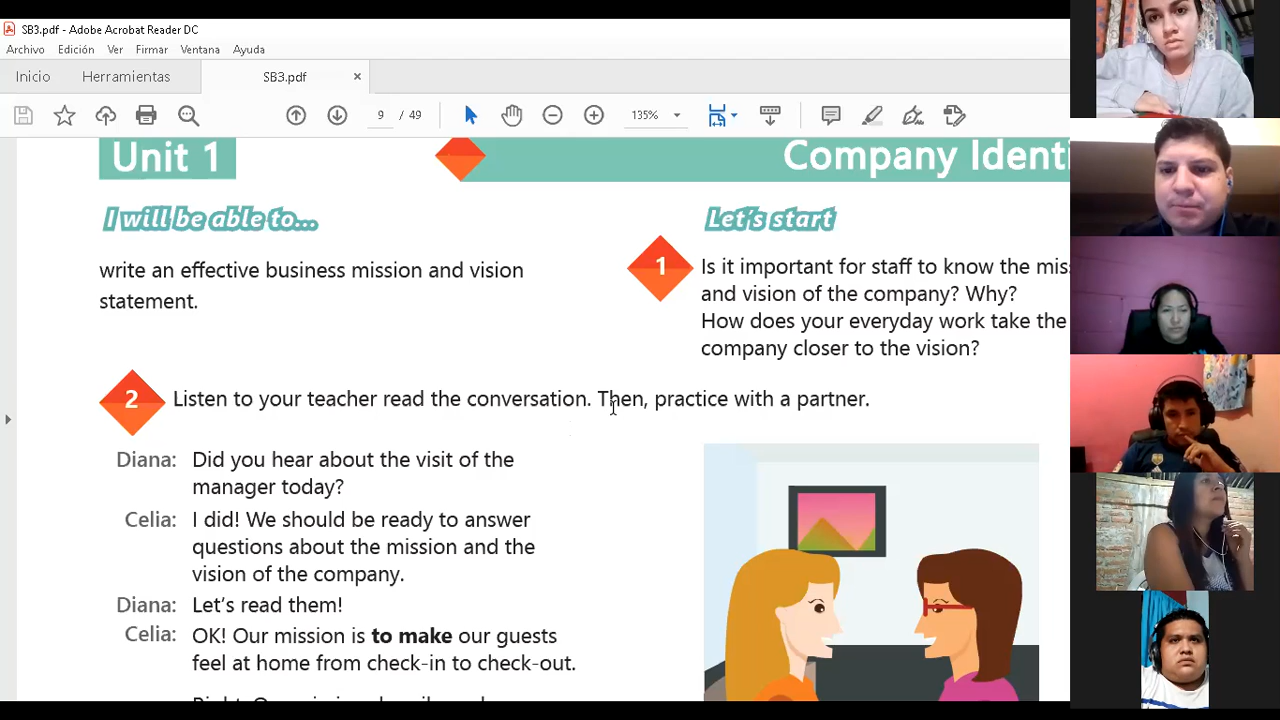 SB3.pdf - Adobe Acrobat Reader DC
Archivo Edición Ver Firmar Ventana Ayuda
Inicio Herramientas SB3.pdf ×
9 / 49 135%
Unit 1
Company Identi
I will be able to...
write an effective business mission and vision
statement.
Let's start
1 Is it important for staff to know the mis
and vision of the company? Why?
How does your everyday work take the
company closer to the vision?
2 Listen to your teacher read the conversation. Then, practice with a partner.
Diana: Did you hear about the visit of the
manager today?
Celia: I did! We should be ready to answer
questions about the mission and the
vision of the company.
Diana: Let's read them!
Celia: OK! Our mission is to make our guests
feel at home from check-in to check-out.